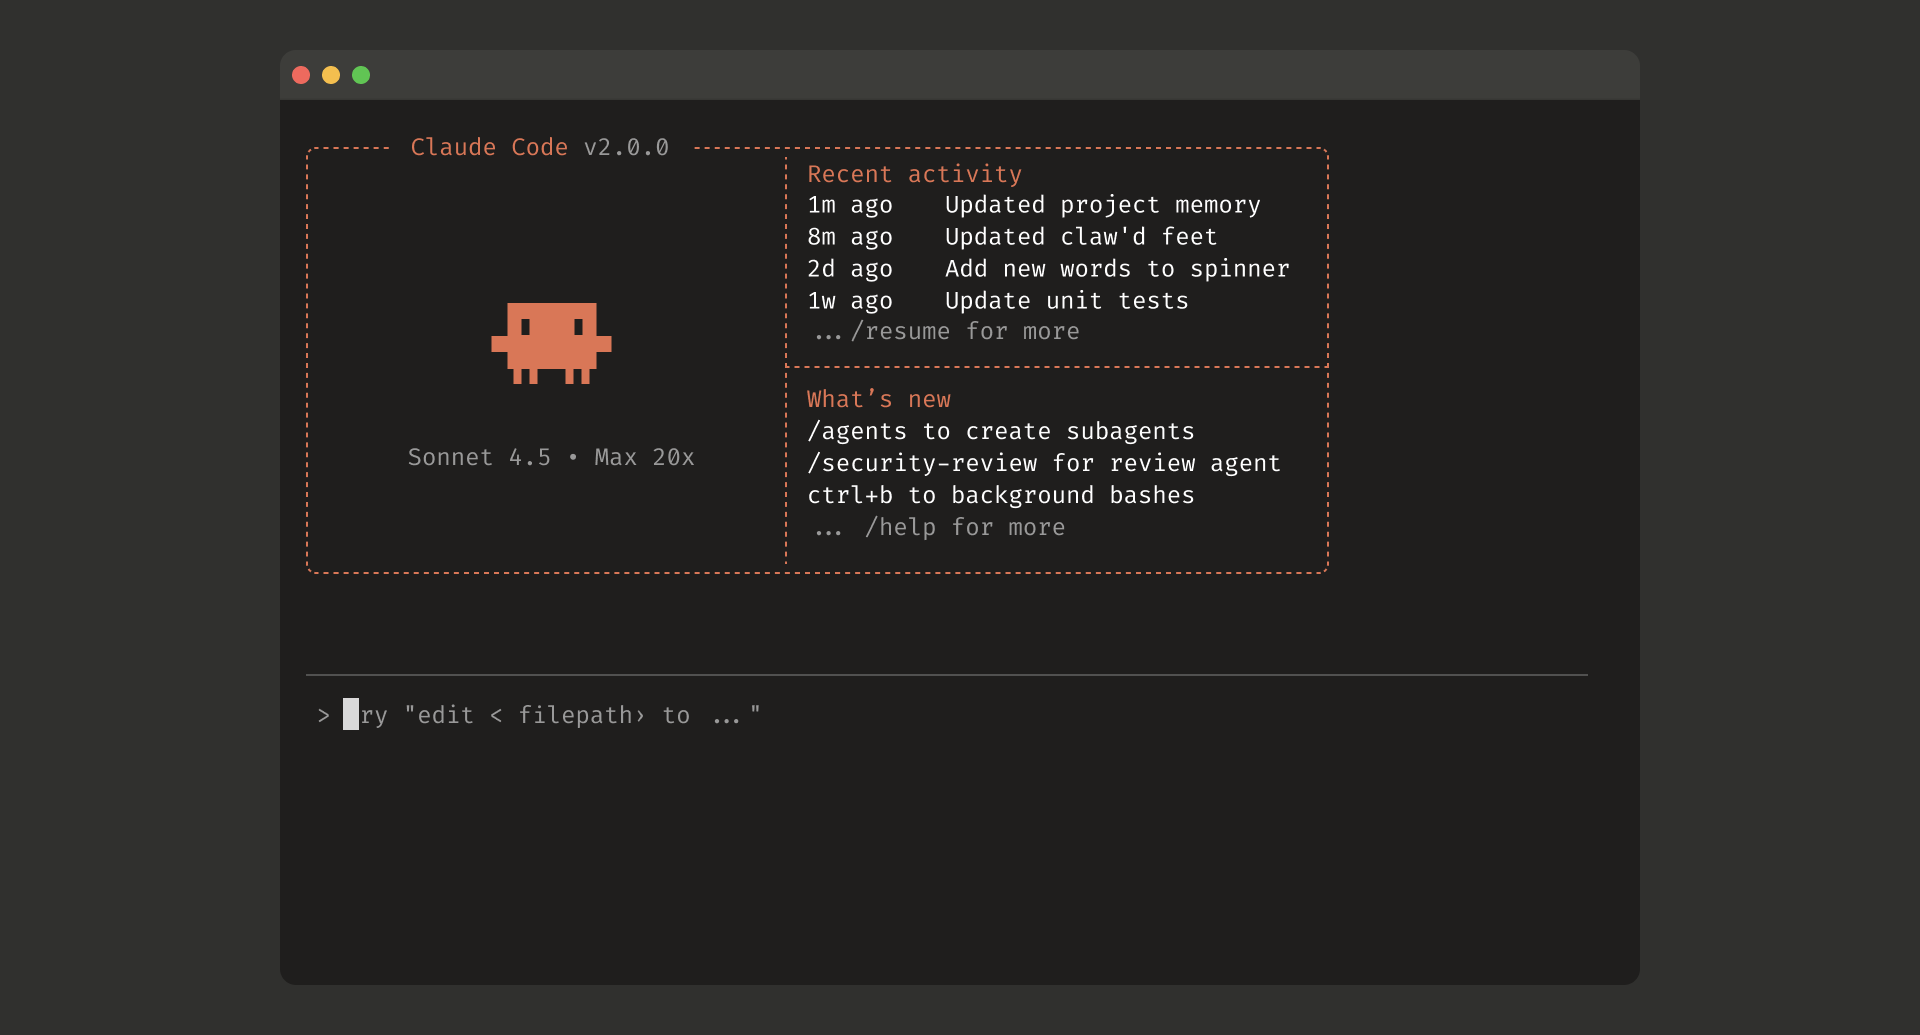 Claude Code v2.0.0
Sonnet 4.5 • Max 20x
Recent activity
1m ago Updated project memory
8m ago Updated claw'd feet
2d ago Add new words to spinner
1w ago Update unit tests
... /resume for more
What’s new
/agents to create subagents
/security-review for review agent
ctrl+b to background bashes
... /help for more
> ry "edit < filepath› to ... "